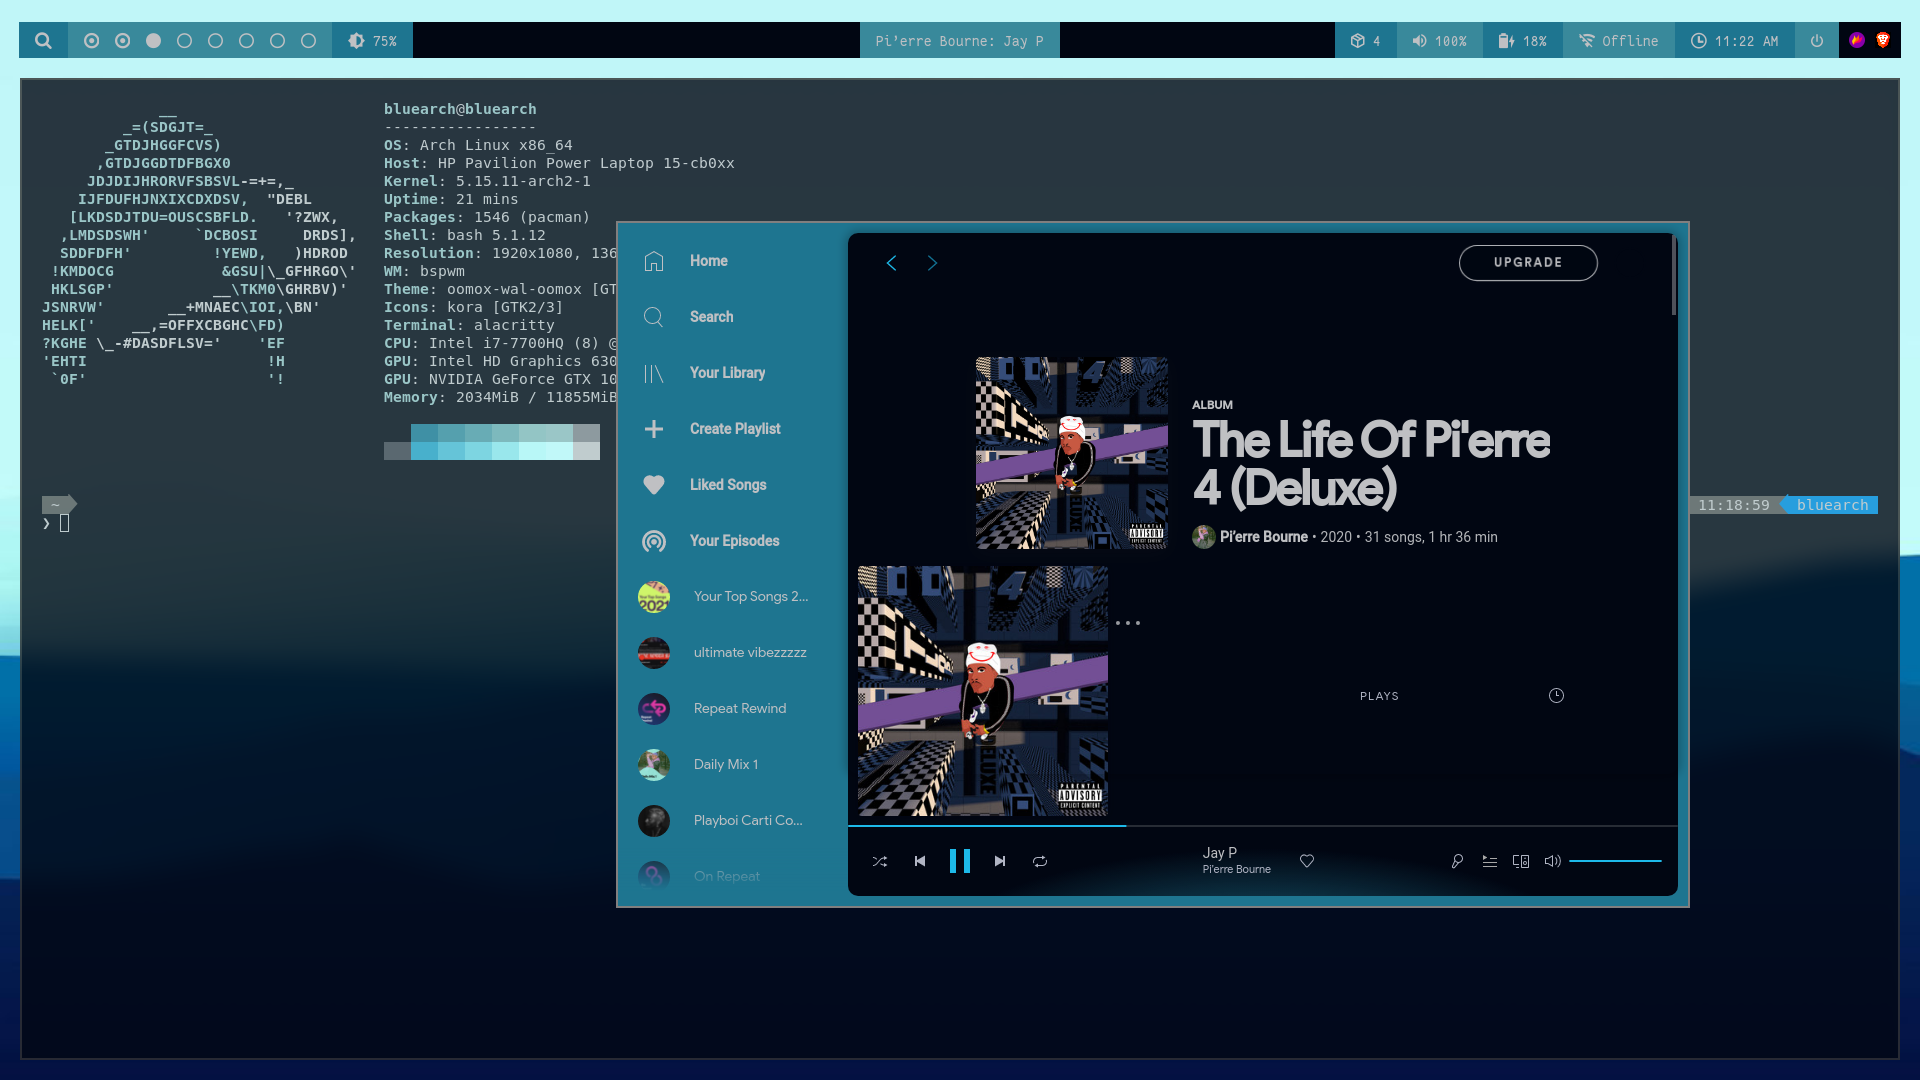 75%
Pi'erre Bourne: Jay P
4
100%
18%
Offline
11:22 AM
__
_=(SDGJT=_
_GTDJHGGFCVS)
,GTDJGGDTDFBGX0
JDJDIJHRORVFSBSVL-=+=,_
IJFDUFHJNXIXCDXDSV,  "DEBL
[LKDSDJTDU=OUSCSBFLD.   '?ZWX,
,LMDSDSWH'     `DCBOSI     DRDS],
SDDFDFH'         !YEWD,   )HDROD
!KMDOCG            &GSU|\_GFHRGO\'
HKLSGP'           __\TKM0\GHRBV)'
JSNRVW'       __+MNAEC\IOI,\BN'
HELK['    __,=OFFXCBGHC\FD)
?KGHE \_-#DASDFLSV='    'EF
'EHTI                    !H
`0F'                    '!
bluearch@bluearch
-----------------
OS: Arch Linux x86_64
Host: HP Pavilion Power Laptop 15-cb0xx
Kernel: 5.15.11-arch2-1
Uptime: 21 mins
Packages: 1546 (pacman)
Shell: bash 5.1.12
Resolution: 1920x1080, 136
WM: bspwm
Theme: oomox-wal-oomox [GT
Icons: kora [GTK2/3]
Terminal: alacritty
CPU: Intel i7-7700HQ (8) @
GPU: Intel HD Graphics 630
GPU: NVIDIA GeForce GTX 10
Memory: 2034MiB / 11855MiB
~
11:18:59
bluearch
❯
Home
Search
Your Library
Create Playlist
Liked Songs
Your Episodes
Your Top Songs 2...
ultimate vibezzzzz
Repeat Rewind
Daily Mix 1
Playboi Carti Co...
On Repeat
UPGRADE
ALBUM
The Life Of Pi'erre
4 (Deluxe)
Pi'erre Bourne • 2020 • 31 songs, 1 hr 36 min
PARENTAL
ADVISORY
EXPLICIT CONTENT
PLAYS
PARENTAL
ADVISORY
EXPLICIT CONTENT
Jay P
Pi'erre Bourne